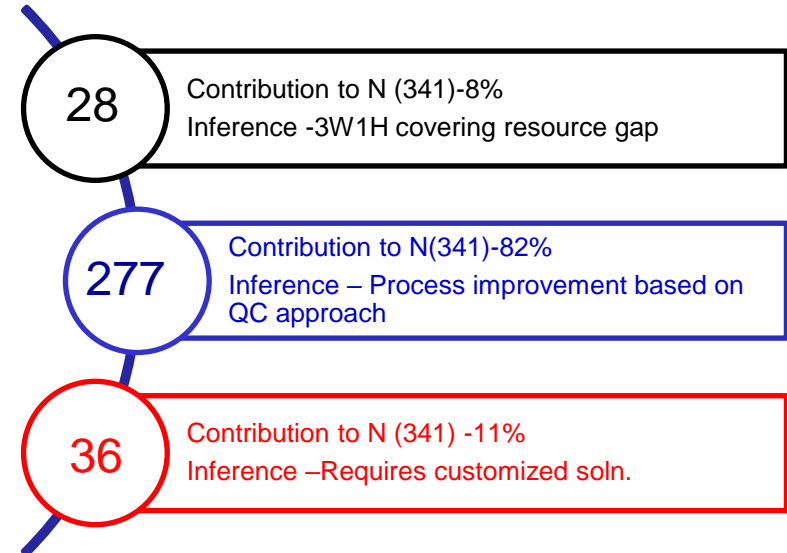 28
Contribution to N (341)-8%
Inference -3W1H covering resource gap
277
Contribution to N(341)-82%
Inference – Process improvement based on
QC approach
36
Contribution to N (341) -11%
Inference –Requires customized soln.